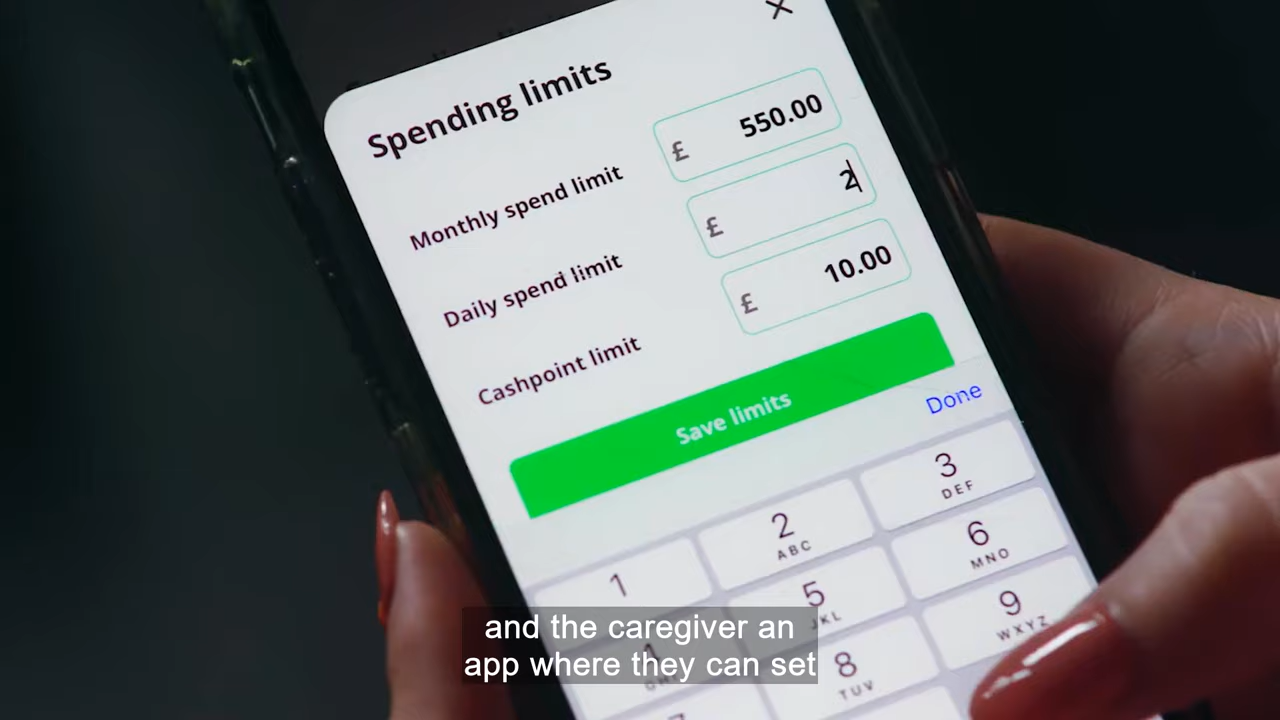 Spending limits
Monthly spend limit
£ 550.00
Daily spend limit
£ 2
Cashpoint limit
£ 10.00
Save limits
Done
1
2
ABC
3
DEF
5
JKL
6
MNO
8
TUV
9
WXYZ
and the caregiver an
app where they can set